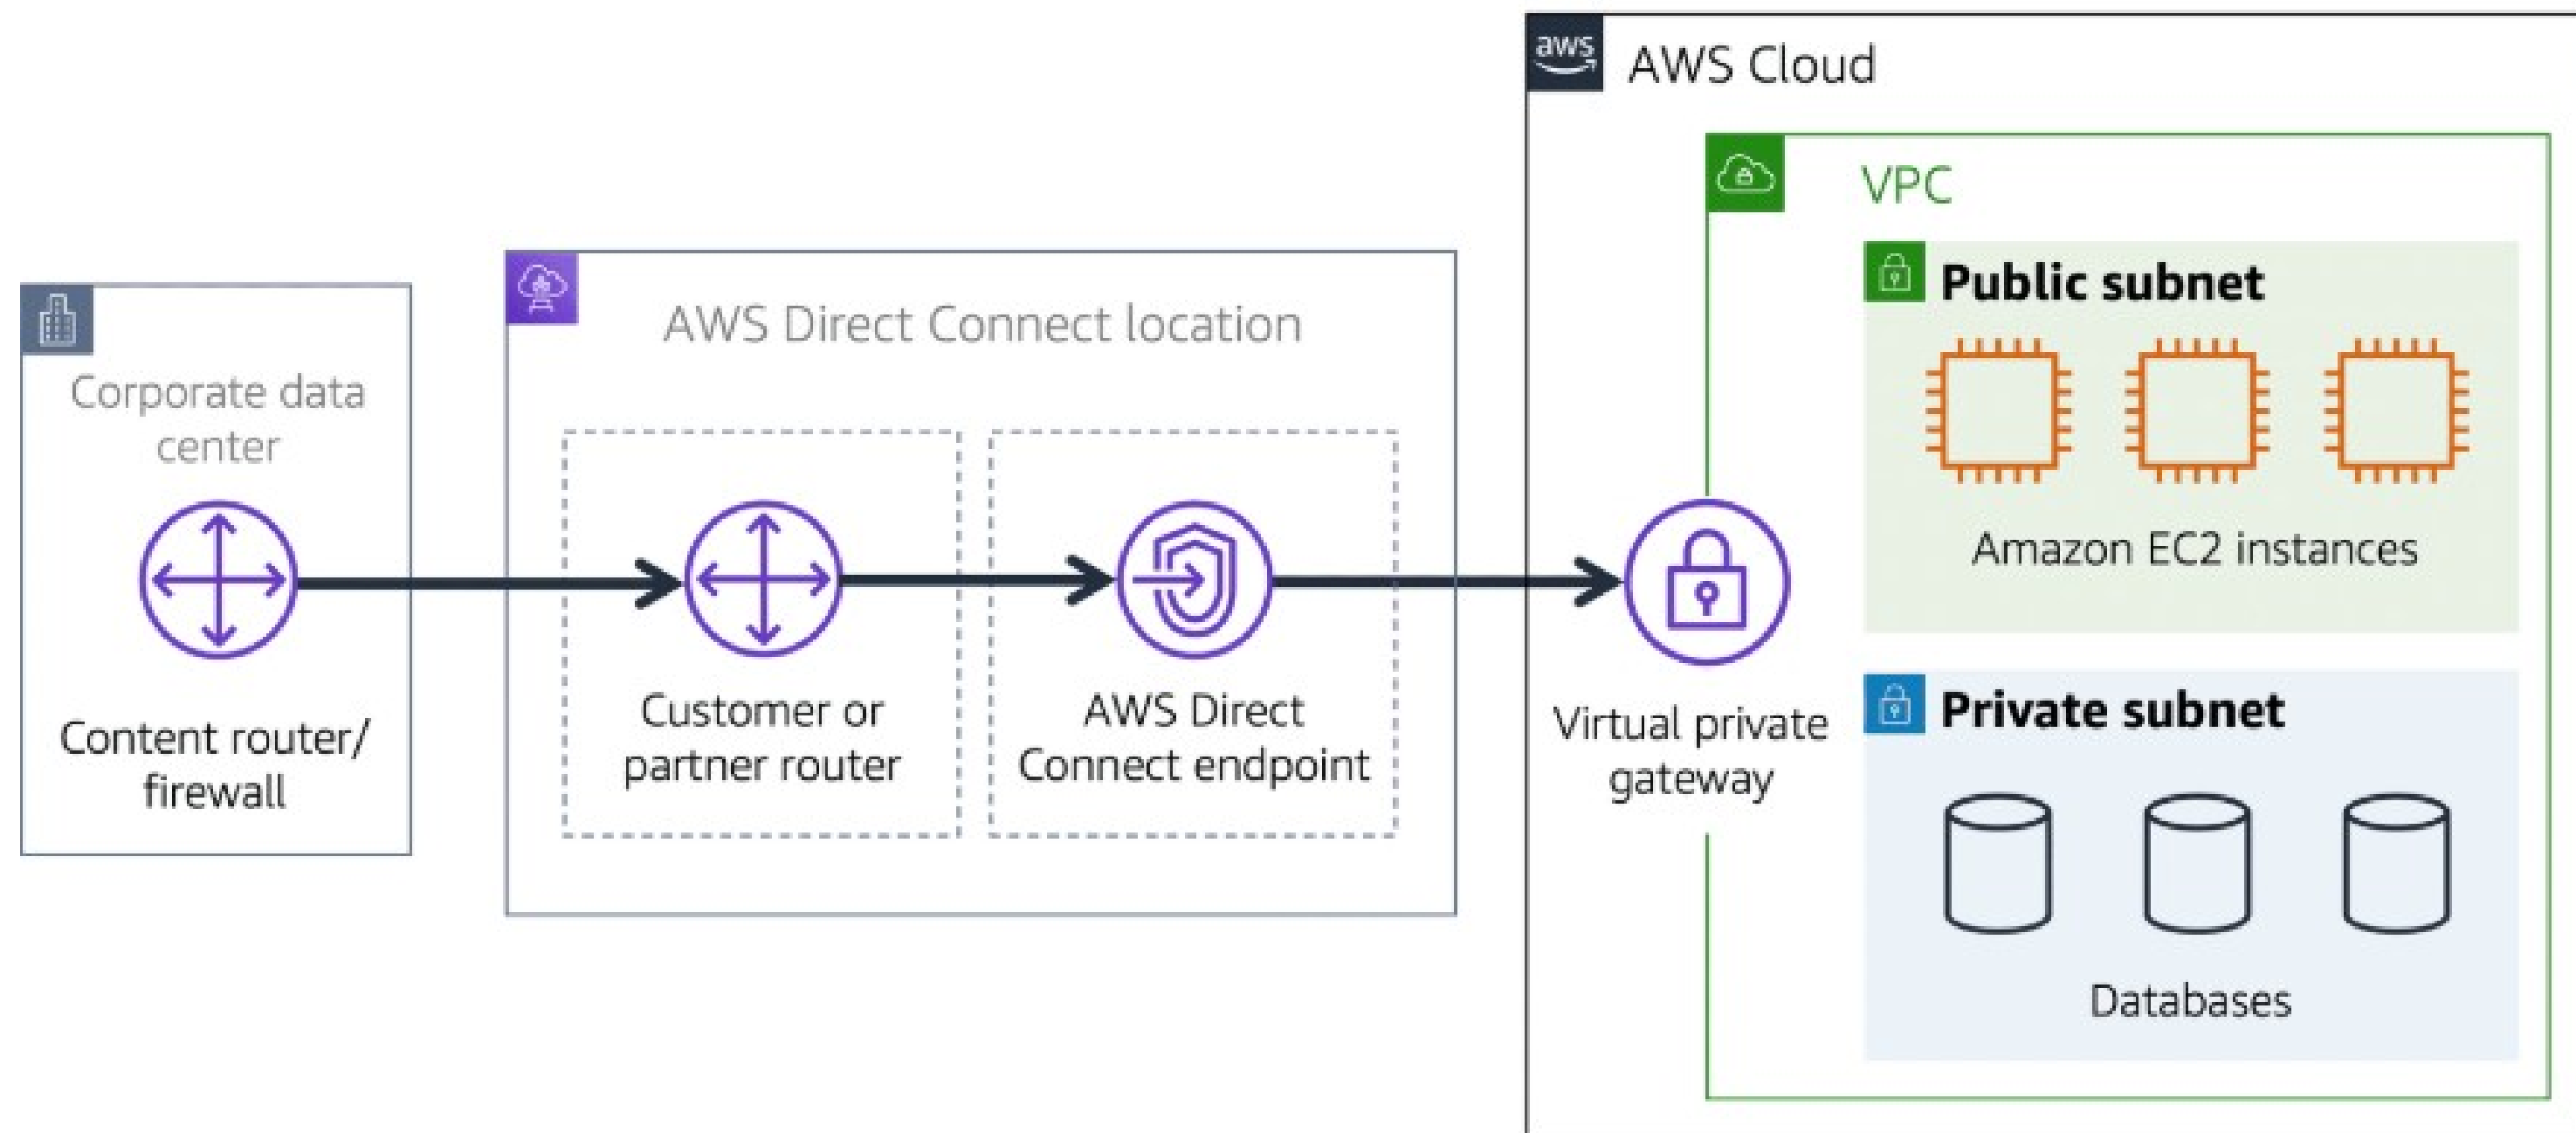 aws
AWS Cloud
VPC
Public subnet
Amazon EC2 instances
Private subnet
Databases
AWS Direct Connect location
Corporate data
center
Content router/
firewall
Customer or
partner router
AWS Direct
Connect endpoint
Virtual private
gateway